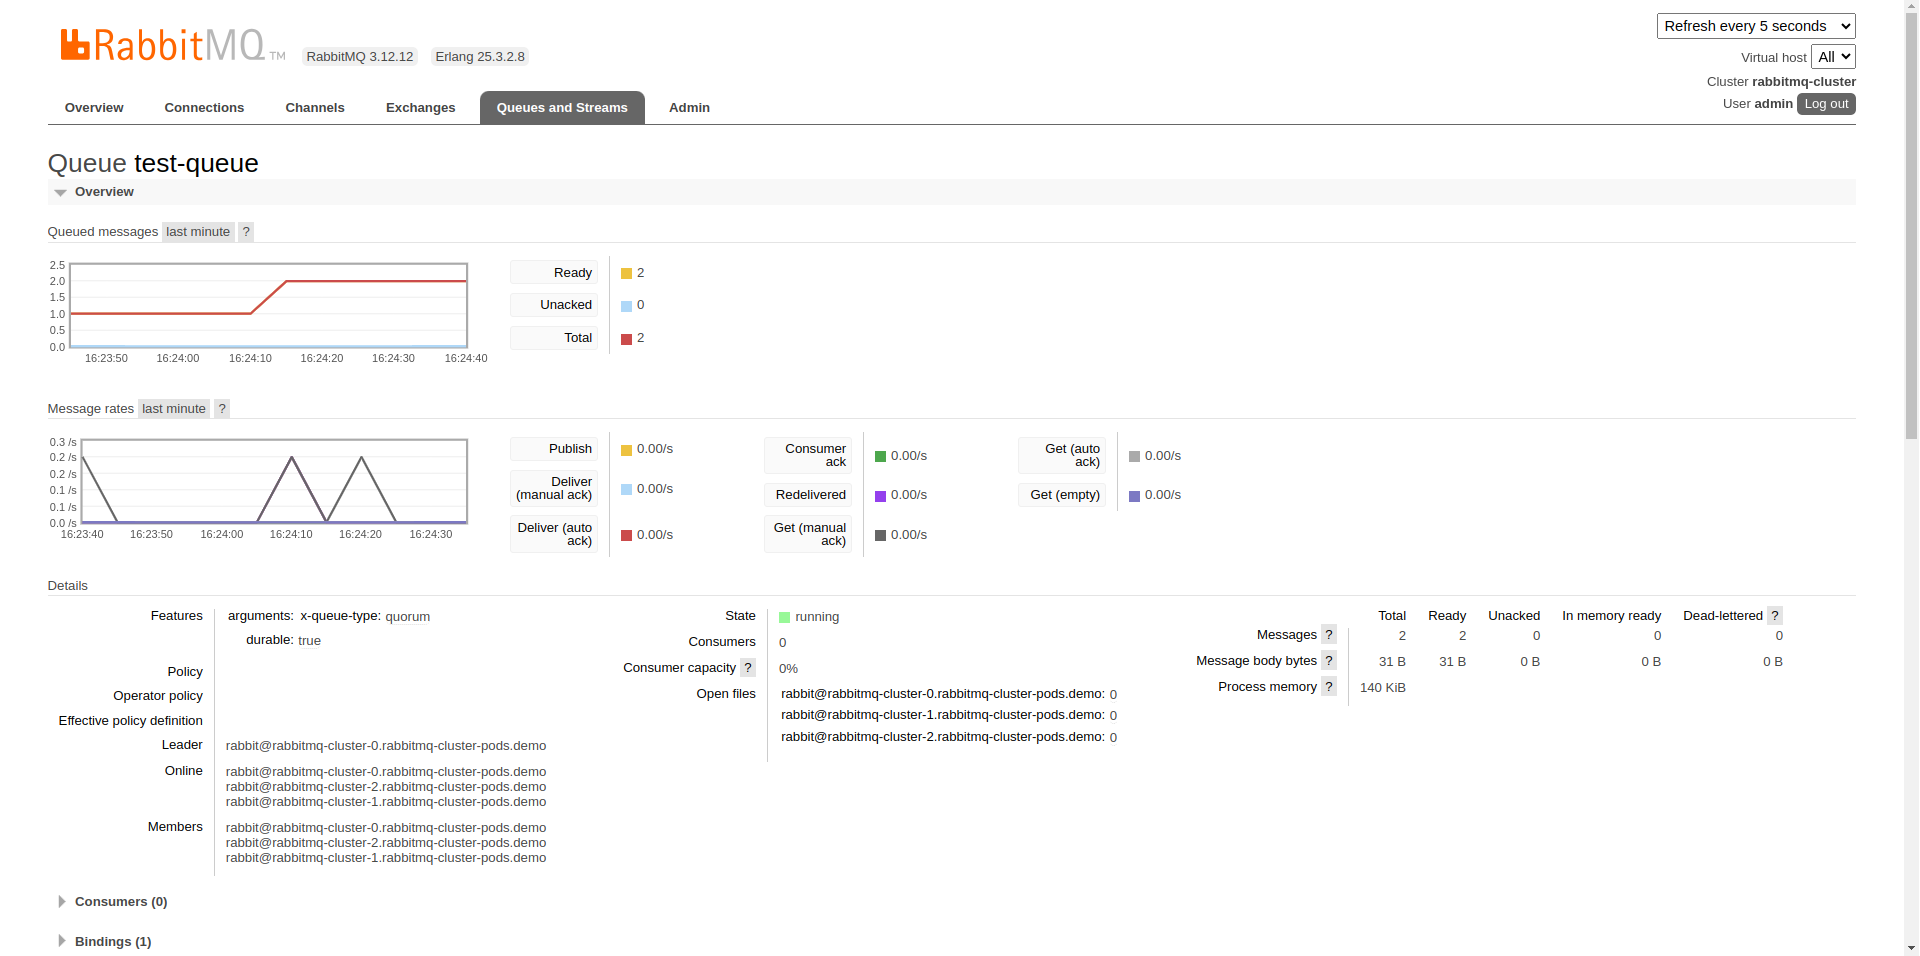 RabbitMQ TM RabbitMQ 3.12.12 Erlang 25.3.2.8
Refresh every 5 seconds
Virtual host All
Cluster rabbitmq-cluster
User admin Log out
Overview Connections Channels Exchanges Queues and Streams Admin
Queue test-queue
Overview
Queued messages last minute ?
2.5
2.0
1.5
1.0
0.5
0.0
16:23:50 16:24:00 16:24:10 16:24:20 16:24:30 16:24:40
Ready 2
Unacked 0
Total 2
Message rates last minute ?
0.3 /s
0.2 /s
0.2 /s
0.1 /s
0.1 /s
0.0 /s
16:23:40 16:23:50 16:24:00 16:24:10 16:24:20 16:24:30
Publish 0.00/s
Deliver
(manual ack) 0.00/s
Deliver (auto
ack) 0.00/s
Consumer
ack 0.00/s
Redelivered 0.00/s
Get (manual
ack) 0.00/s
Get (auto
ack) 0.00/s
Get (empty) 0.00/s
Details
Features arguments: x-queue-type: quorum
durable: true
Policy
Operator policy
Effective policy definition
Leader rabbit@rabbitmq-cluster-0.rabbitmq-cluster-pods.demo
Online rabbit@rabbitmq-cluster-0.rabbitmq-cluster-pods.demo
rabbit@rabbitmq-cluster-2.rabbitmq-cluster-pods.demo
rabbit@rabbitmq-cluster-1.rabbitmq-cluster-pods.demo
Members rabbit@rabbitmq-cluster-0.rabbitmq-cluster-pods.demo
rabbit@rabbitmq-cluster-2.rabbitmq-cluster-pods.demo
rabbit@rabbitmq-cluster-1.rabbitmq-cluster-pods.demo
State running
Consumers 0
Consumer capacity ? 0%
Open files rabbit@rabbitmq-cluster-0.rabbitmq-cluster-pods.demo: 0
rabbit@rabbitmq-cluster-1.rabbitmq-cluster-pods.demo: 0
rabbit@rabbitmq-cluster-2.rabbitmq-cluster-pods.demo: 0
Total Ready Unacked In memory ready Dead-lettered ?
Messages ? 2 2 0 0 0
Message body bytes ? 31 B 31 B 0 B 0 B 0 B
Process memory ? 140 KiB
Consumers (0)
Bindings (1)